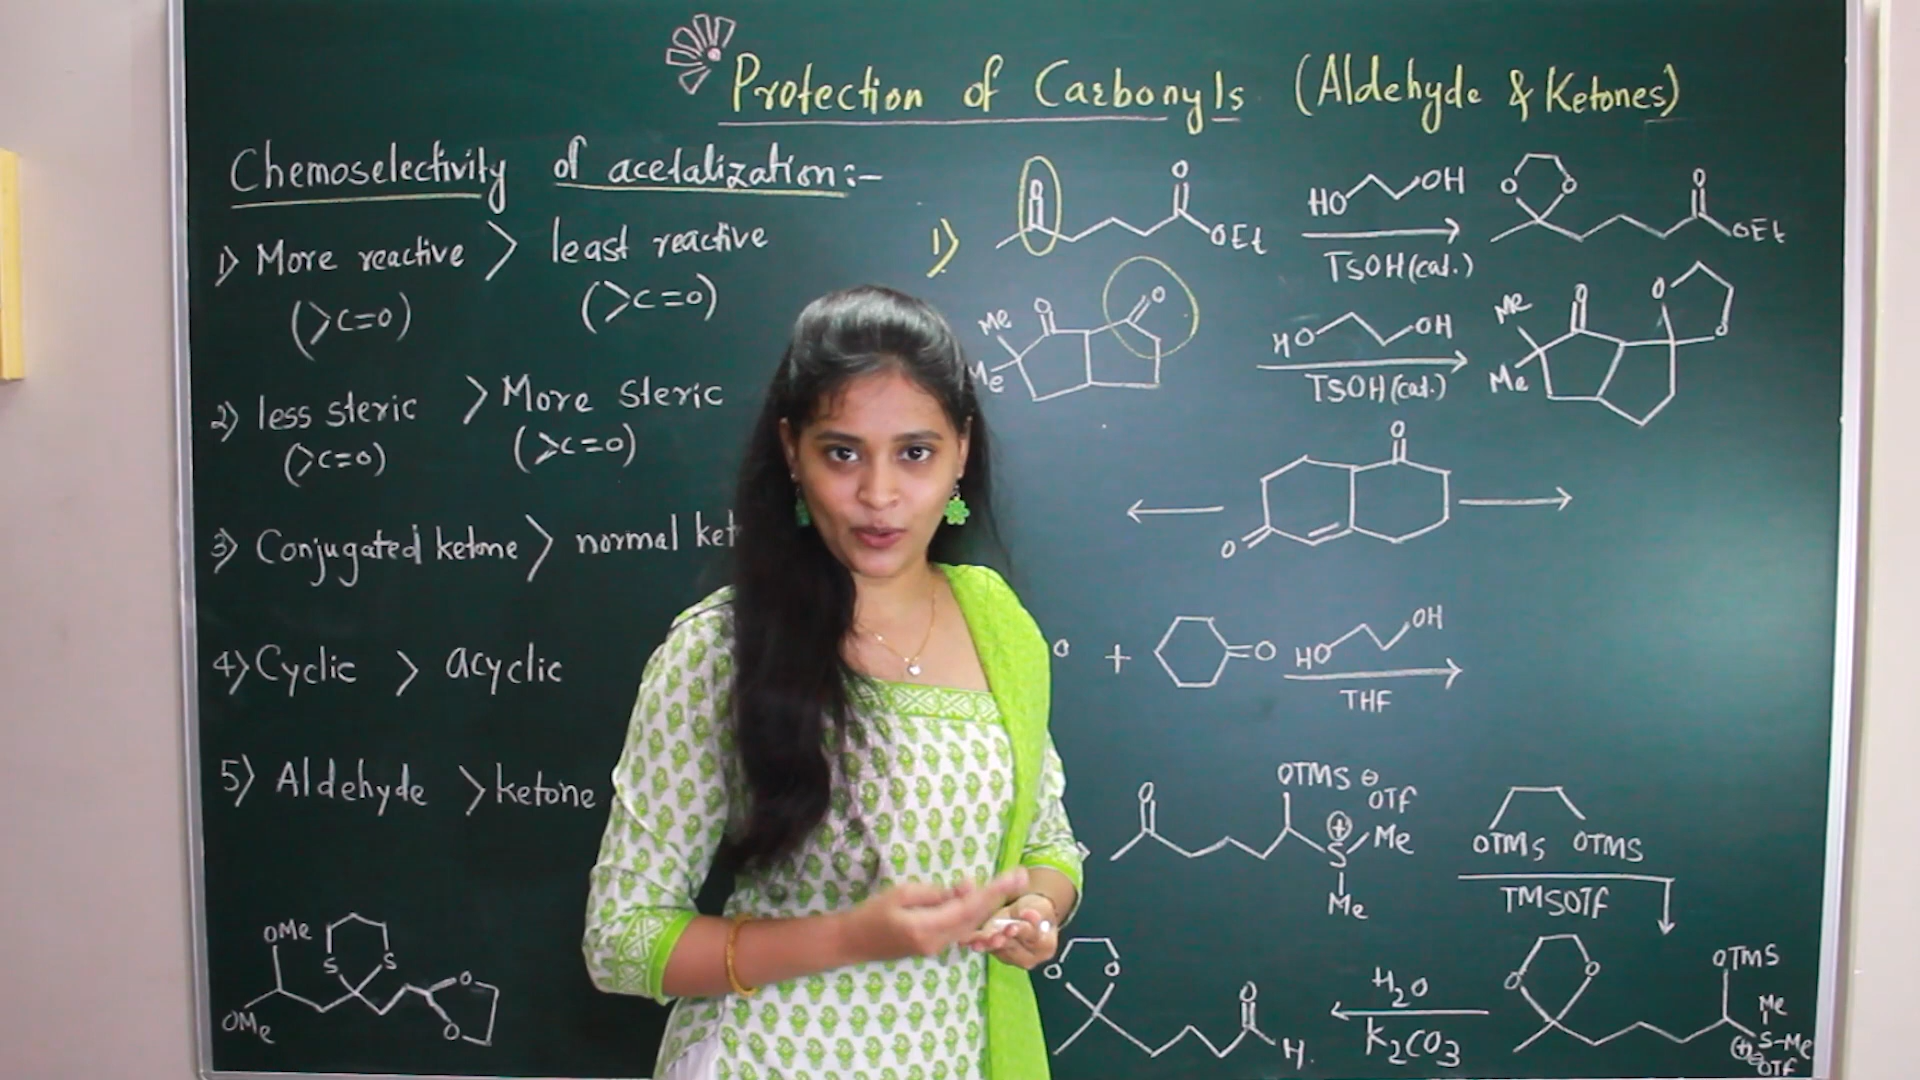 Protection of Carbonyls (Aldehyde & Ketones)
Chemoselectivity of acetalization:-
1) More reactive > least reactive
(>C=O) (>C=O)
2) less steric > More Steric
(>C=O) (>C=O)
3) Conjugated ketone > normal ket
4) Cyclic > acyclic
5) Aldehyde > ketone
OMe
S S
O
OMe
O
1)
O O
OEt
HO OH
TsOH (cat.)
O O
O
OEt
Me
Me
O O
HO OH
TSOH (cat.)
Me
Me
O
O
O
O
O
O
+
O
HO OH
THF
O
OTMS ⊖
OTf
⊕
S Me
Me
OTMS OTMS
TMSOTf
O O
OTMS
Me
S-Me
⊕ ⊖
OTf
H2O
K2CO3
O O
O
H.